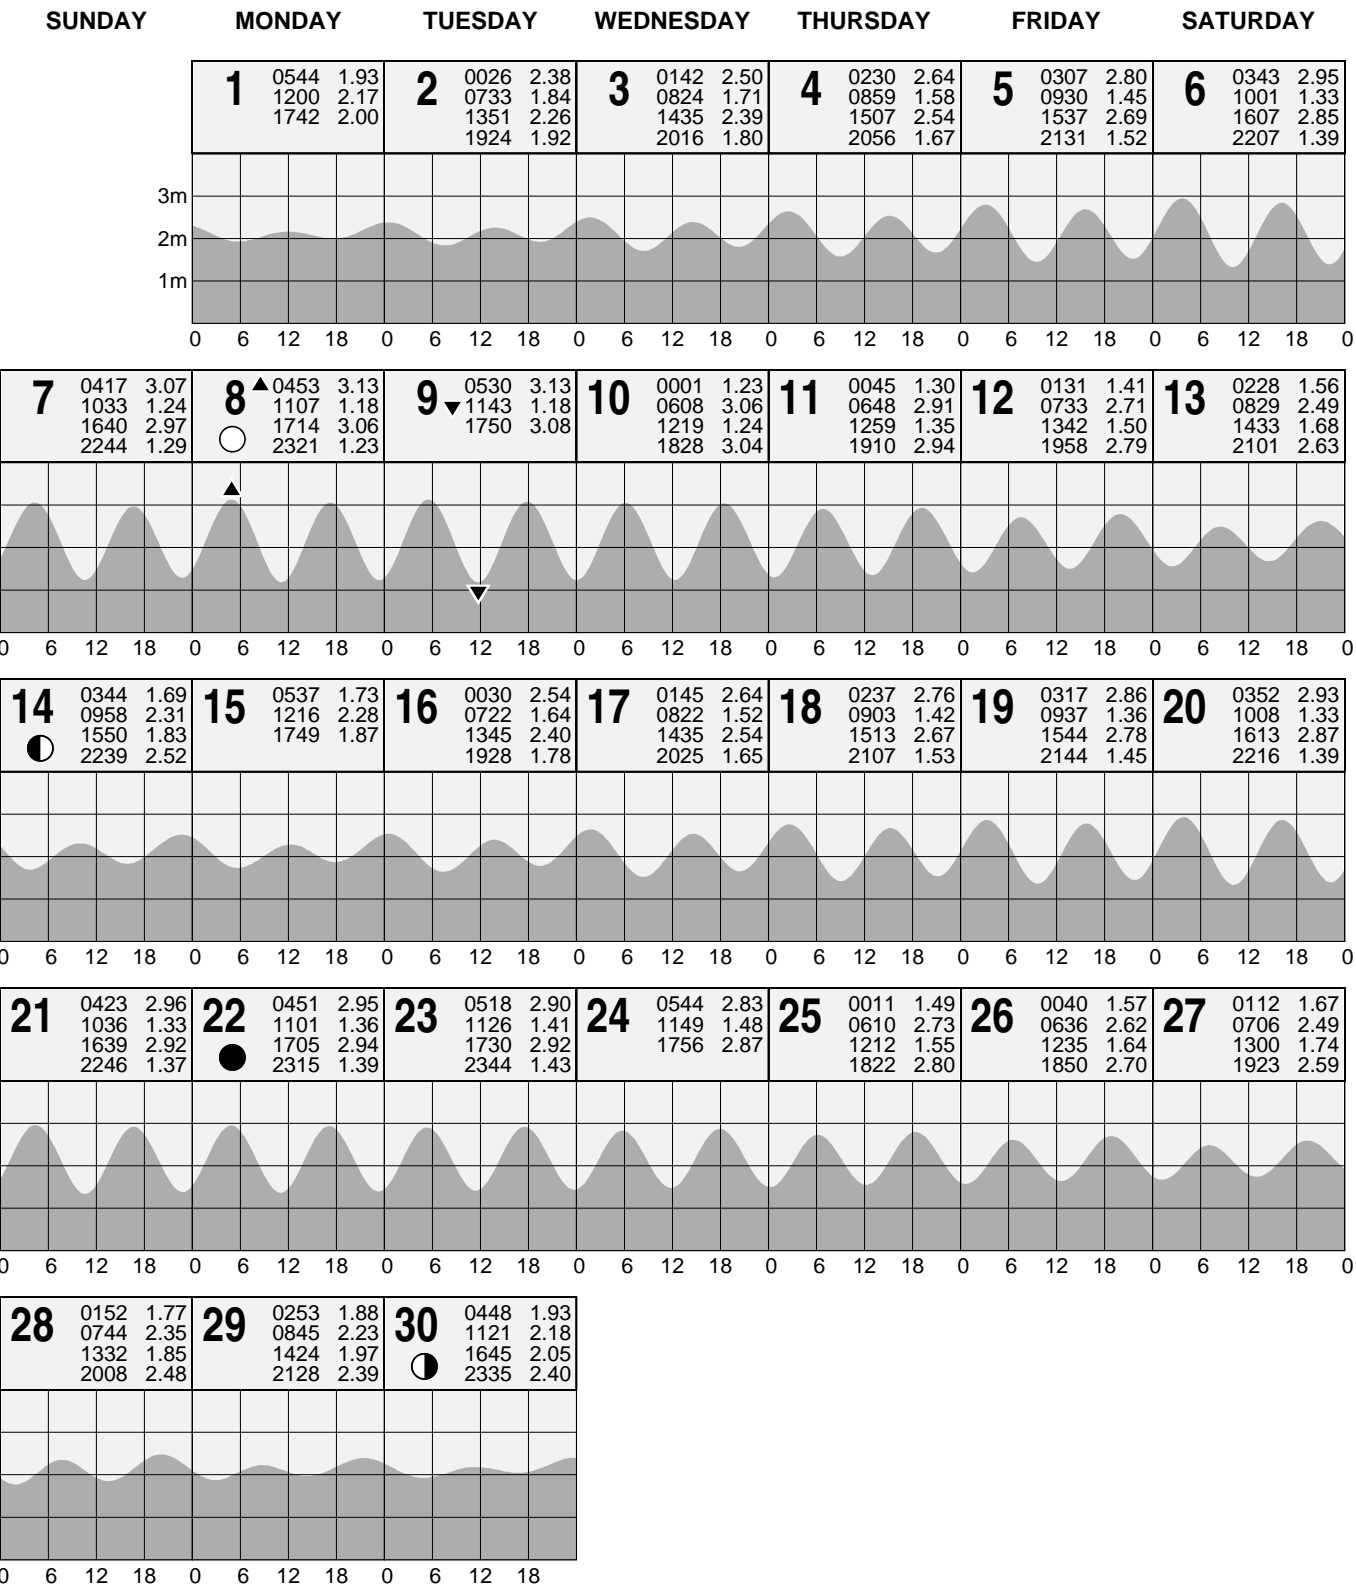 SUNDAY MONDAY TUESDAY WEDNESDAY THURSDAY FRIDAY SATURDAY
1 0544 1.93 2 0026 2.38 3 0142 2.50 4 0230 2.64 5 0307 2.80 6 0343 2.95
1200 2.17 0733 1.84 0824 1.71 0859 1.58 0930 1.45 1001 1.33
1742 2.00 1351 2.26 1435 2.39 1507 2.54 1537 2.69 1607 2.85
1924 1.92 2016 1.80 2056 1.67 2131 1.52 2207 1.39
3m
2m
1m
0 6 12 18 0 6 12 18 0 6 12 18 0 6 12 18 0 6 12 18 0 6 12 18 0
7 0417 3.07 8 0453 3.13 9 0530 3.13 10 0001 1.23 11 0045 1.30 12 0131 1.41 13 0228 1.56
1033 1.24 1107 1.18 1143 1.18 0608 3.06 0648 2.91 0733 2.71 0829 2.49
1640 2.97 1714 3.06 1750 3.08 1219 1.24 1259 1.35 1342 1.50 1433 1.68
2244 1.29 2321 1.23 1828 3.04 1910 2.94 1958 2.79 2101 2.63
0 6 12 18 0 6 12 18 0 6 12 18 0 6 12 18 0 6 12 18 0 6 12 18 0 6 12 18 0
14 0344 1.69 15 0537 1.73 16 0030 2.54 17 0145 2.64 18 0237 2.76 19 0317 2.86 20 0352 2.93
0958 2.31 1216 2.28 0722 1.64 0822 1.52 0903 1.42 0937 1.36 1008 1.33
1550 1.83 1749 1.87 1345 2.40 1435 2.54 1513 2.67 1544 2.78 1613 2.87
2239 2.52 1928 1.78 2025 1.65 2107 1.53 2144 1.45 2216 1.39
0 6 12 18 0 6 12 18 0 6 12 18 0 6 12 18 0 6 12 18 0 6 12 18 0 6 12 18 0
21 0423 2.96 22 0451 2.95 23 0518 2.90 24 0544 2.83 25 0011 1.49 26 0040 1.57 27 0112 1.67
1036 1.33 1101 1.36 1126 1.41 1149 1.48 0610 2.73 0636 2.62 0706 2.49
1639 2.92 1705 2.94 1730 2.92 1756 2.87 1212 1.55 1235 1.64 1300 1.74
2246 1.37 2315 1.39 2344 1.43 1822 2.80 1850 2.70 1923 2.59
0 6 12 18 0 6 12 18 0 6 12 18 0 6 12 18 0 6 12 18 0 6 12 18 0 6 12 18 0
28 0152 1.77 29 0253 1.88 30 0448 1.93
0744 2.35 0845 2.23 1121 2.18
1332 1.85 1424 1.97 1645 2.05
2008 2.48 2128 2.39 2335 2.40
0 6 12 18 0 6 12 18 0 6 12 18